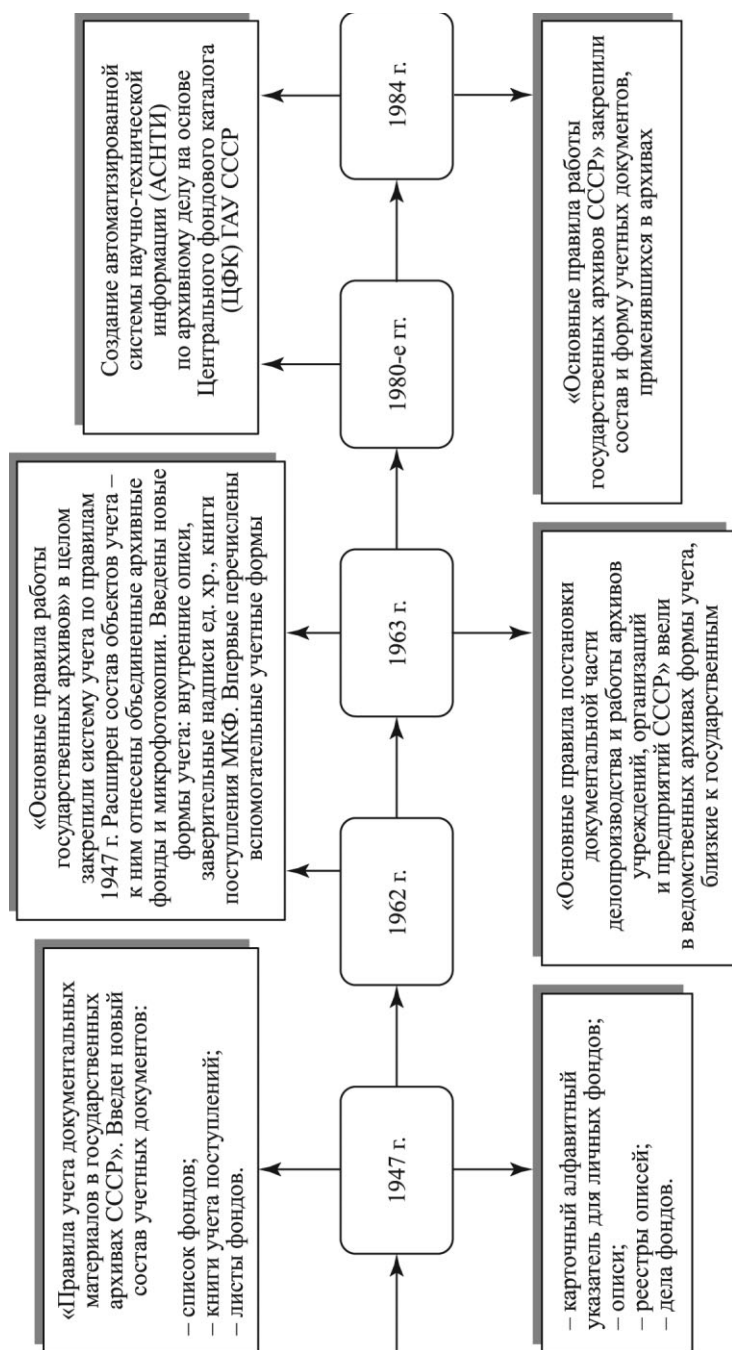 «Правила учета документальных
материалов в государственных
архивах СССР». Введен новый
состав учетных документов:
– список фондов;
– книги учета поступлений;
– листы фондов.
«Основные правила работы
государственных архивов» в целом
закрепили систему учета по правилам
1947 г. Расширен состав объектов учета –
к ним отнесены объединенные архивные
фонды и микрофотокопии. Введены новые
формы учета: внутренние описи,
заверительные надписи ед. хр., книги
поступления МКФ. Впервые перечислены
вспомогательные учетные формы
Создание автоматизированной
системы научно-технической
информации (АСНТИ)
по архивному делу на основе
Центрального фондового каталога
(ЦФК) ГАУ СССР
1947 г.
1962 г.
1963 г.
1980-е гг.
1984 г.
– карточный алфавитный
указатель для личных фондов;
– описи;
– реестры описей;
– дела фондов.
«Основные правила постановки
документальной части
делопроизводства и работы архивов
учреждений, организаций
и предприятий СССР» ввели
в ведомственных архивах формы учета,
близкие к государственным
«Основные правила работы
государственных архивов СССР» закрепили
состав и форму учетных документов,
применявшихся в архивах